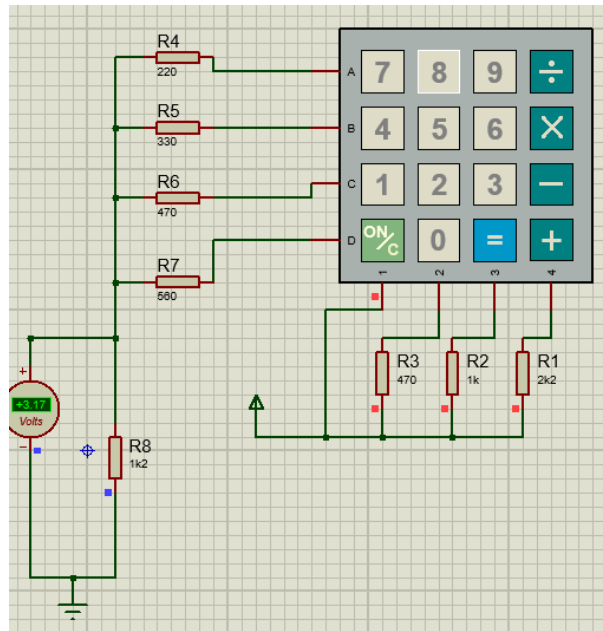 R4
220
A 7 8 9 ÷
R5
330
B 4 5 6 ×
R6
470
C 1 2 3 −
R7
560
D ON/C 0 = +
1 2 3 4
R3
470
R2
1k
R1
2k2
+
+3.17
Volts
−
R8
1k2